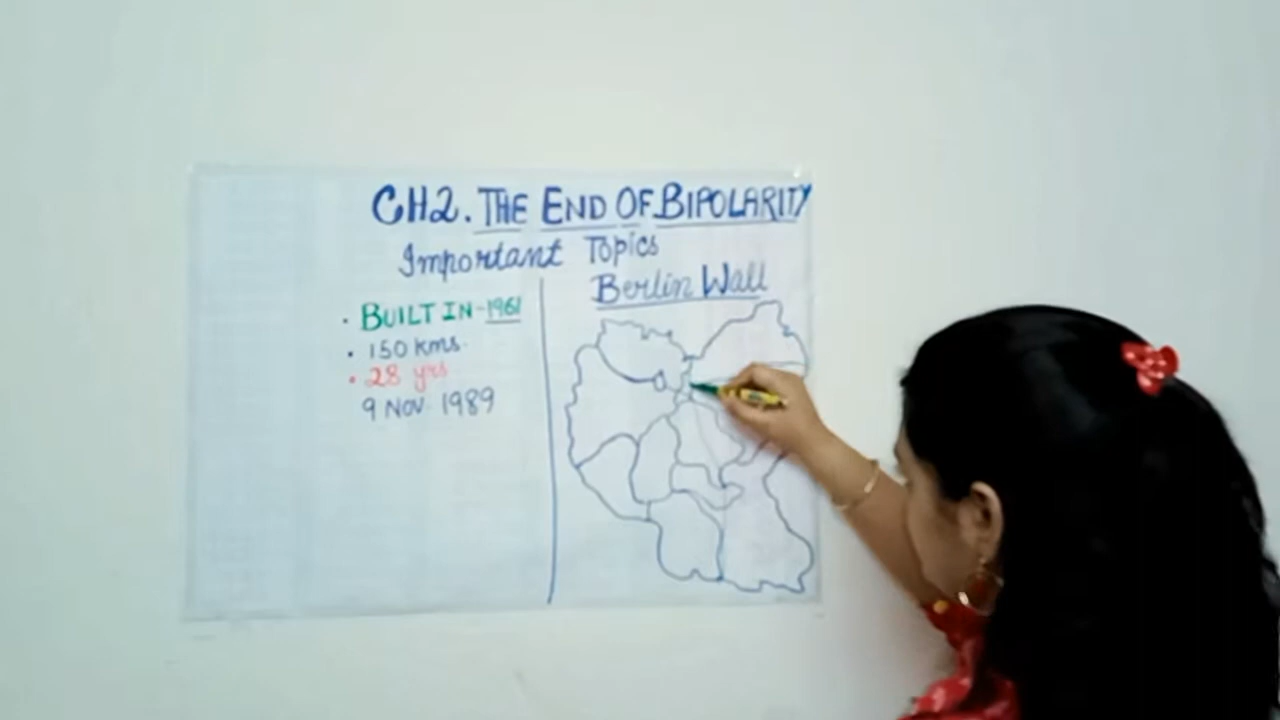 CH2. THE END OF BIPOLARITY
Important Topics
Berlin Wall
• BUILT IN - 1961
• 150 kms.
• 28 yrs
9 NOV 1989